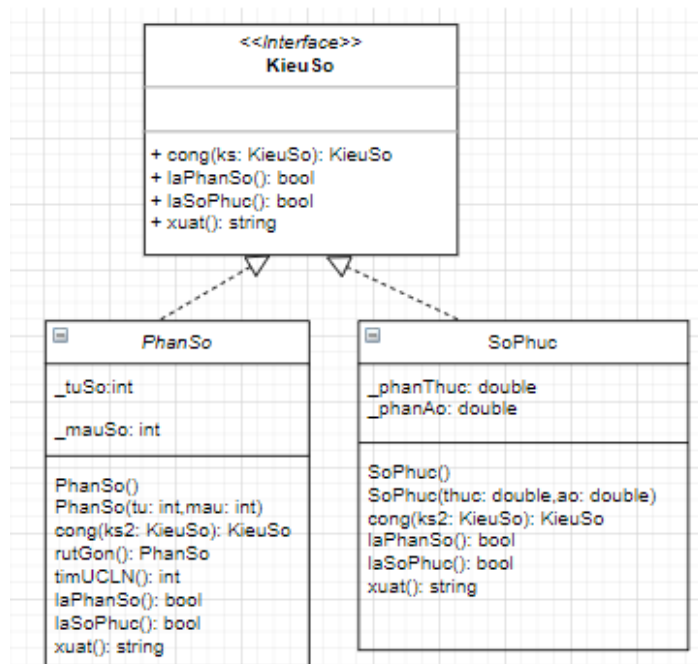 <<Interface>>
KieuSo
+ cong(ks: KieuSo): KieuSo
+ laPhanSo(): bool
+ laSoPhuc(): bool
+ xuat(): string
PhanSo
_tuSo:int
_mauSo: int
PhanSo()
PhanSo(tu: int,mau: int)
cong(ks2: KieuSo): KieuSo
rutGon(): PhanSo
timUCLN(): int
laPhanSo(): bool
laSoPhuc(): bool
xuat(): string
SoPhuc
_phanThuc: double
_phanAo: double
SoPhuc()
SoPhuc(thuc: double,ao: double)
cong(ks2: KieuSo): KieuSo
laPhanSo(): bool
laSoPhuc(): bool
xuat(): string